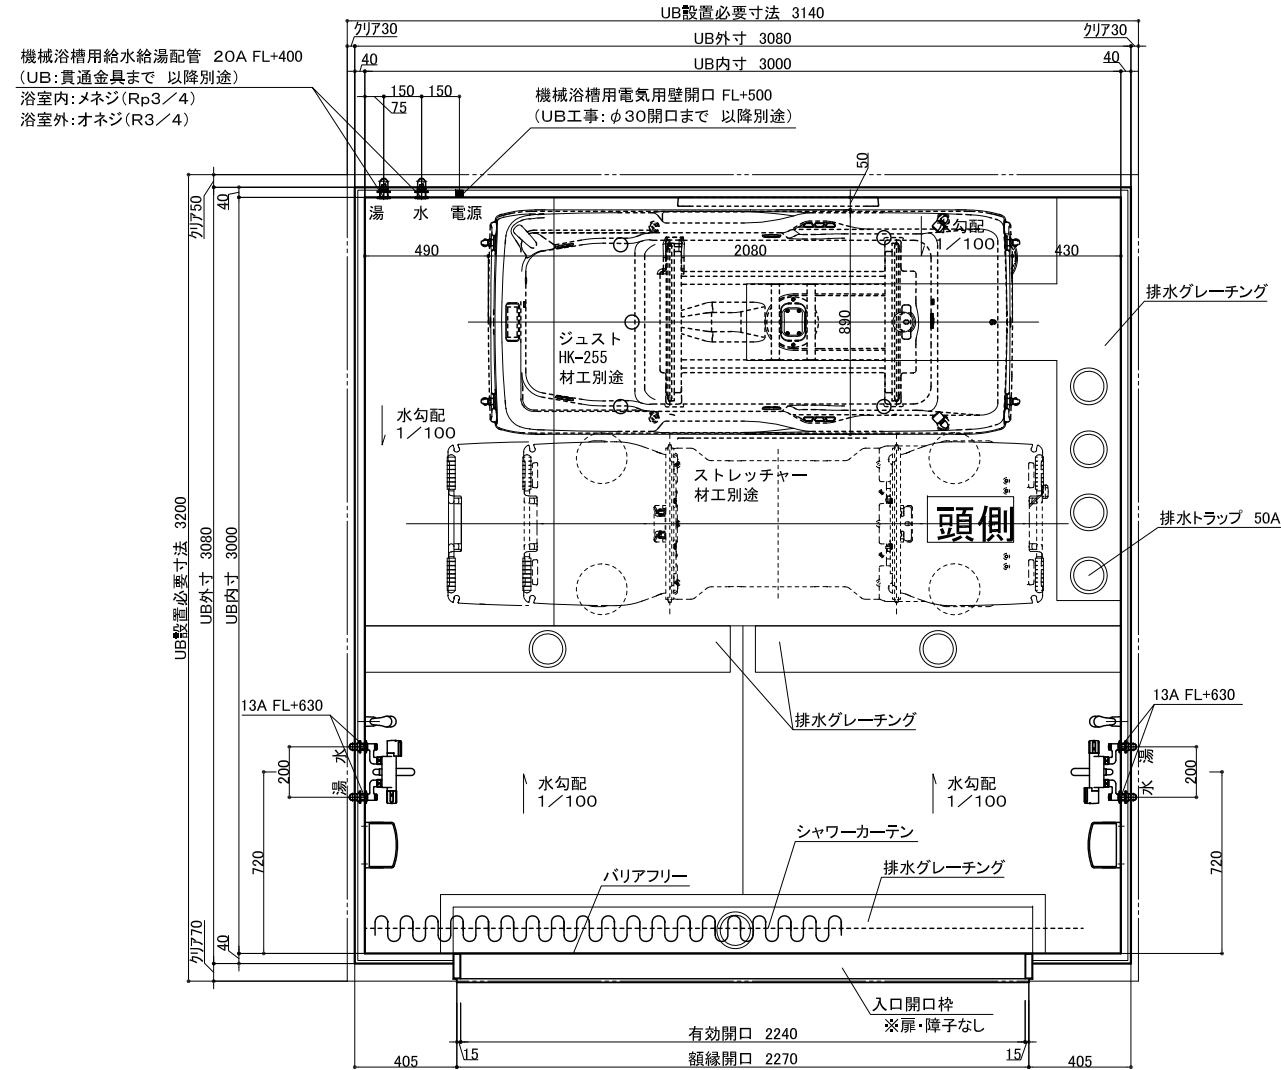 UB設置必要寸法 3140
クリア30
クリア30
UB外寸 3080
機械浴槽用給水給湯配管 20A FL+400
(UB:貫通金具まで 以降別途)
浴室内:メネジ(Rp3/4)
浴室外:オネジ(R3/4)
40
UB内寸 3000
40
150
150
75
機械浴槽用電気用壁開口 FL+500
(UB工事:φ30開口まで 以降別途)
50
クリア50
40
湯
水
電源
水勾配
1/100
490
2080
430
排水グレーチング
890
ジュスト
HK-255
材工別途
水勾配
1/100
ストレッチャー
材工別途
頭側
排水トラップ 50A
UB設置必要寸法 3200
UB外寸 3080
UB内寸 3000
13A FL+630
13A FL+630
排水グレーチング
水
湯
200
湯
水
200
水勾配
1/100
水勾配
1/100
シャワーカーテン
720
720
バリアフリー
排水グレーチング
クリア70
40
入口開口枠
※扉・障子なし
有効開口 2240
405
15
額縁開口 2270
15
405